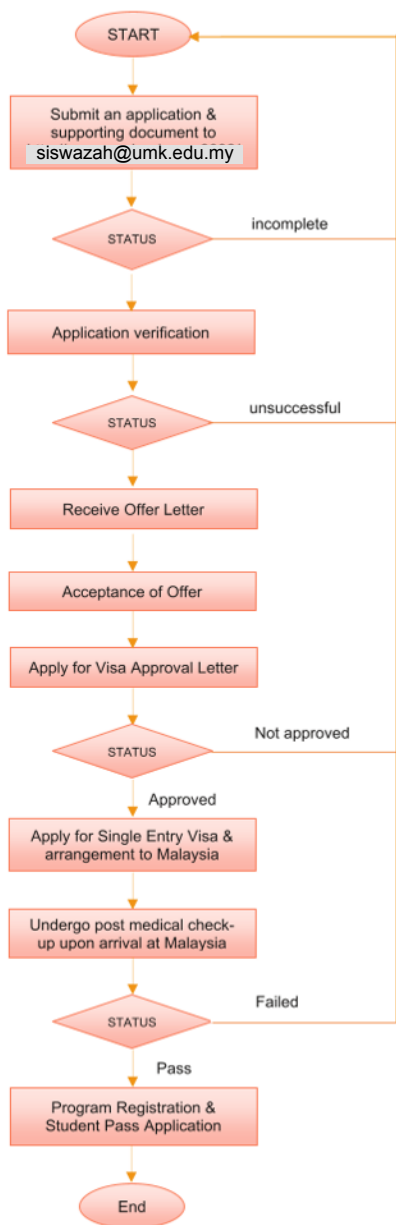 START
Submit an application &
supporting document to
siswazah@umk.edu.my
STATUS
incomplete
Application verification
STATUS
unsuccessful
Receive Offer Letter
Acceptance of Offer
Apply for Visa Approval Letter
STATUS
Not approved
Approved
Apply for Single Entry Visa &
arrangement to Malaysia
Undergo post medical check-
up upon arrival at Malaysia
STATUS
Failed
Pass
Program Registration &
Student Pass Application
End